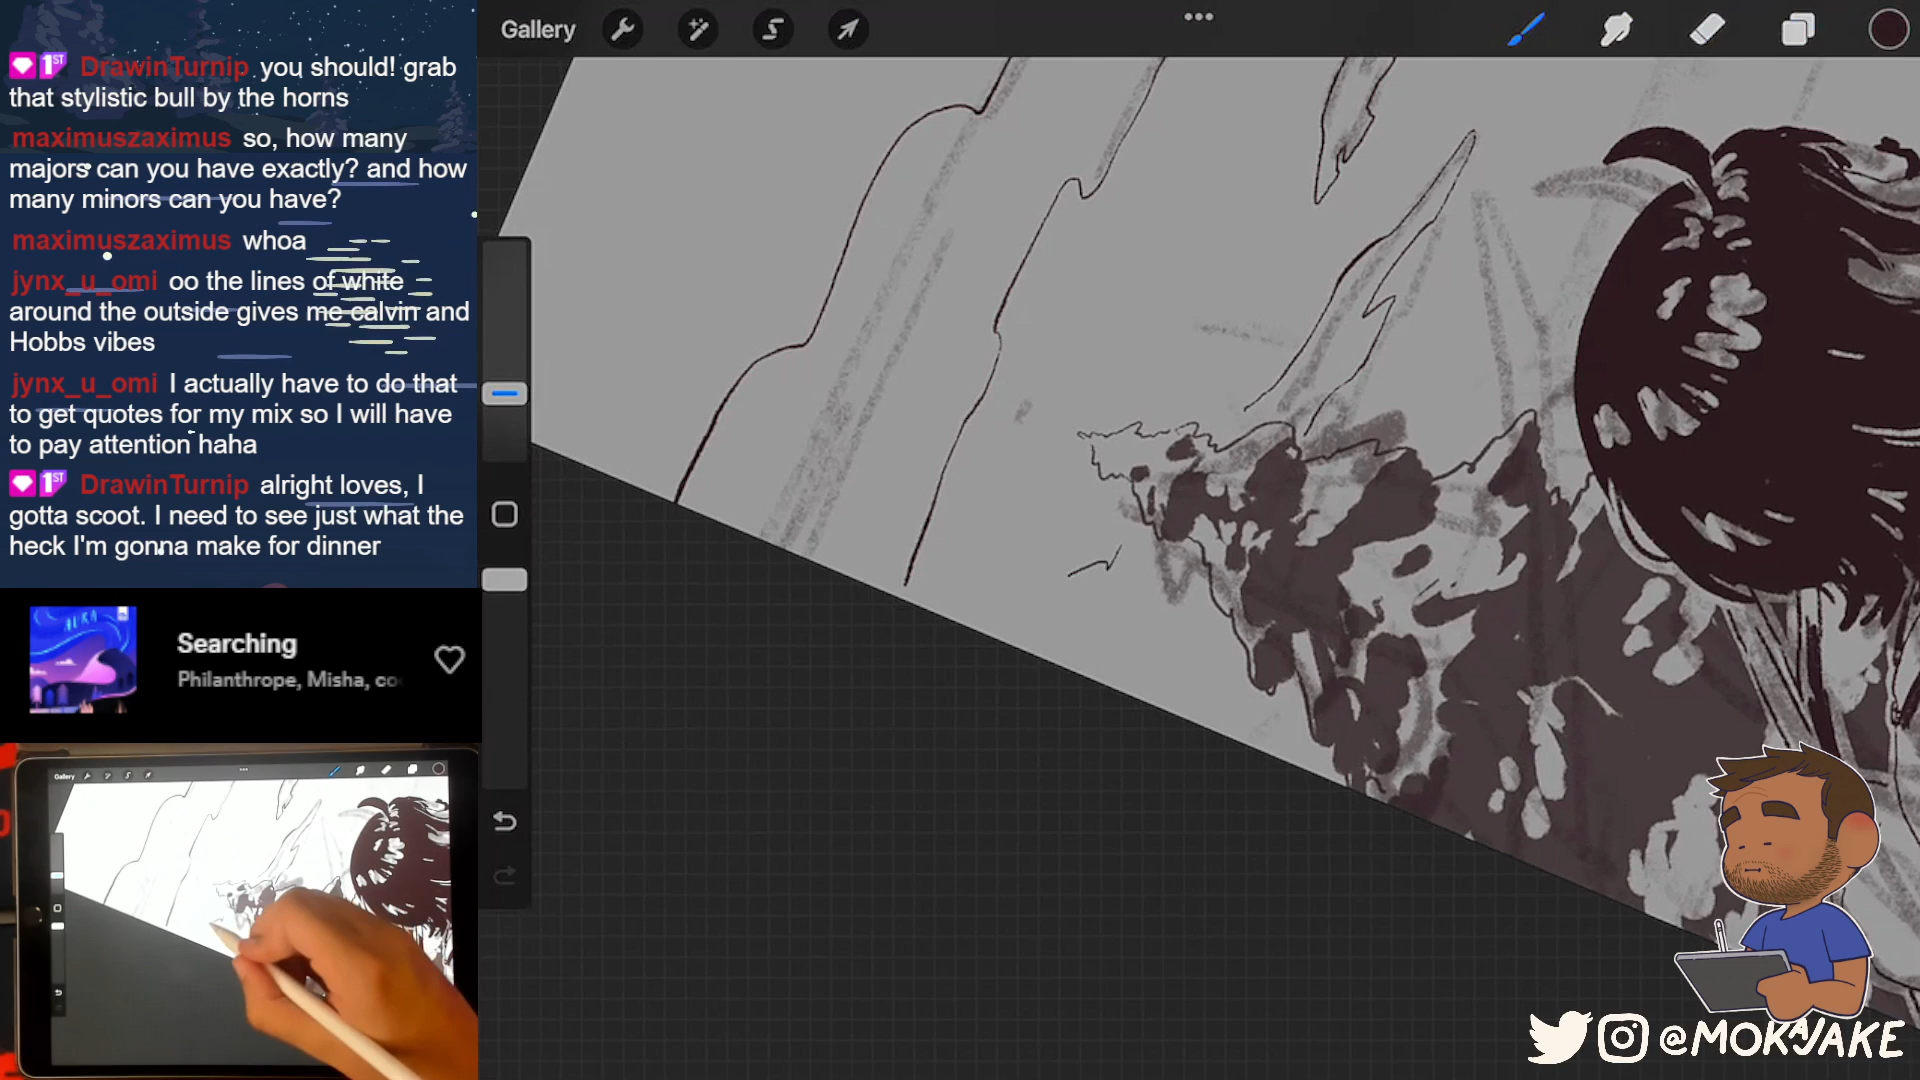 DrawinTurnip you should! grab
that stylistic bull by the horns
maximuszaximus so, how many
majors can you have exactly? and how
many minors can you have?
maximuszaximus whoa
jynx_u_omi oo the lines of white
around the outside gives me calvin and
Hobbs vibes
jynx_u_omi I actually have to do that
to get quotes for my mix so I will have
to pay attention haha
DrawinTurnip alright loves, I
gotta scoot. I need to see just what the
heck I'm gonna make for dinner
1ST
1ST
AURA
Searching
Philanthrope, Misha, co
Gallery
Gallery
@MOKAJAKE